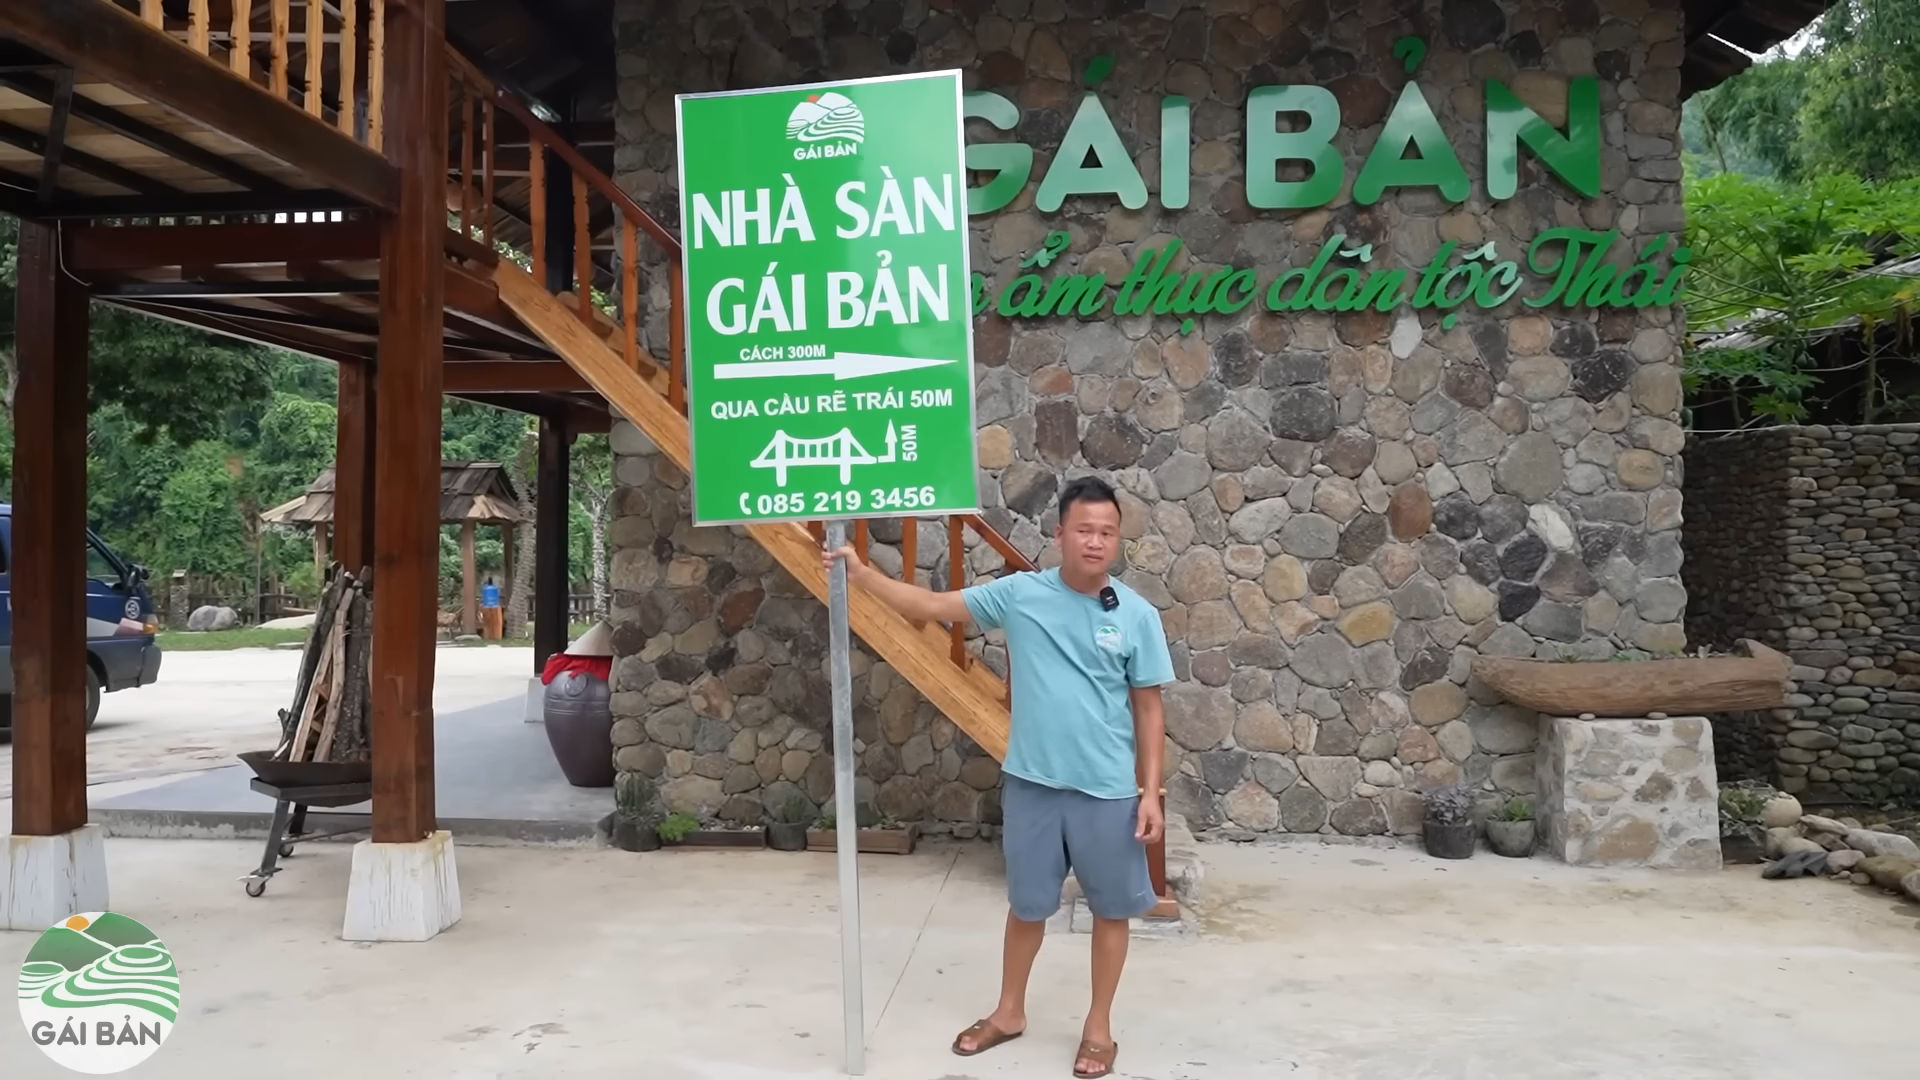 GÁI BẢN
NHÀ SÀN
GÁI BẢN
CÁCH 300M
QUA CẦU RẼ TRÁI 50M
50M
085 219 3456
GÁI BẢN
ẩm thực dân tộc Thái
GÁI BẢN